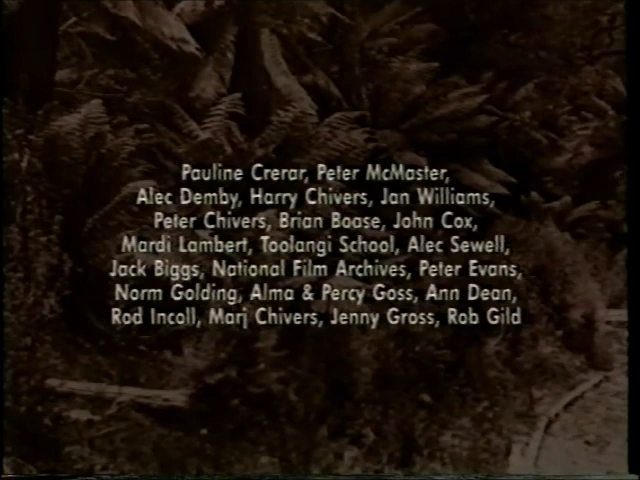 Pauline Crerar, Peter McMaster,
Alec Demby, Harry Chivers, Jan Williams,
Peter Chivers, Brian Boase, John Cox,
Mardi Lambert, Toolangi School, Alec Sewell,
Jack Biggs, National Film Archives, Peter Evans,
Norm Golding, Alma & Percy Goss, Ann Dean,
Rod Incoll, Marj Chivers, Jenny Gross, Rob Gild